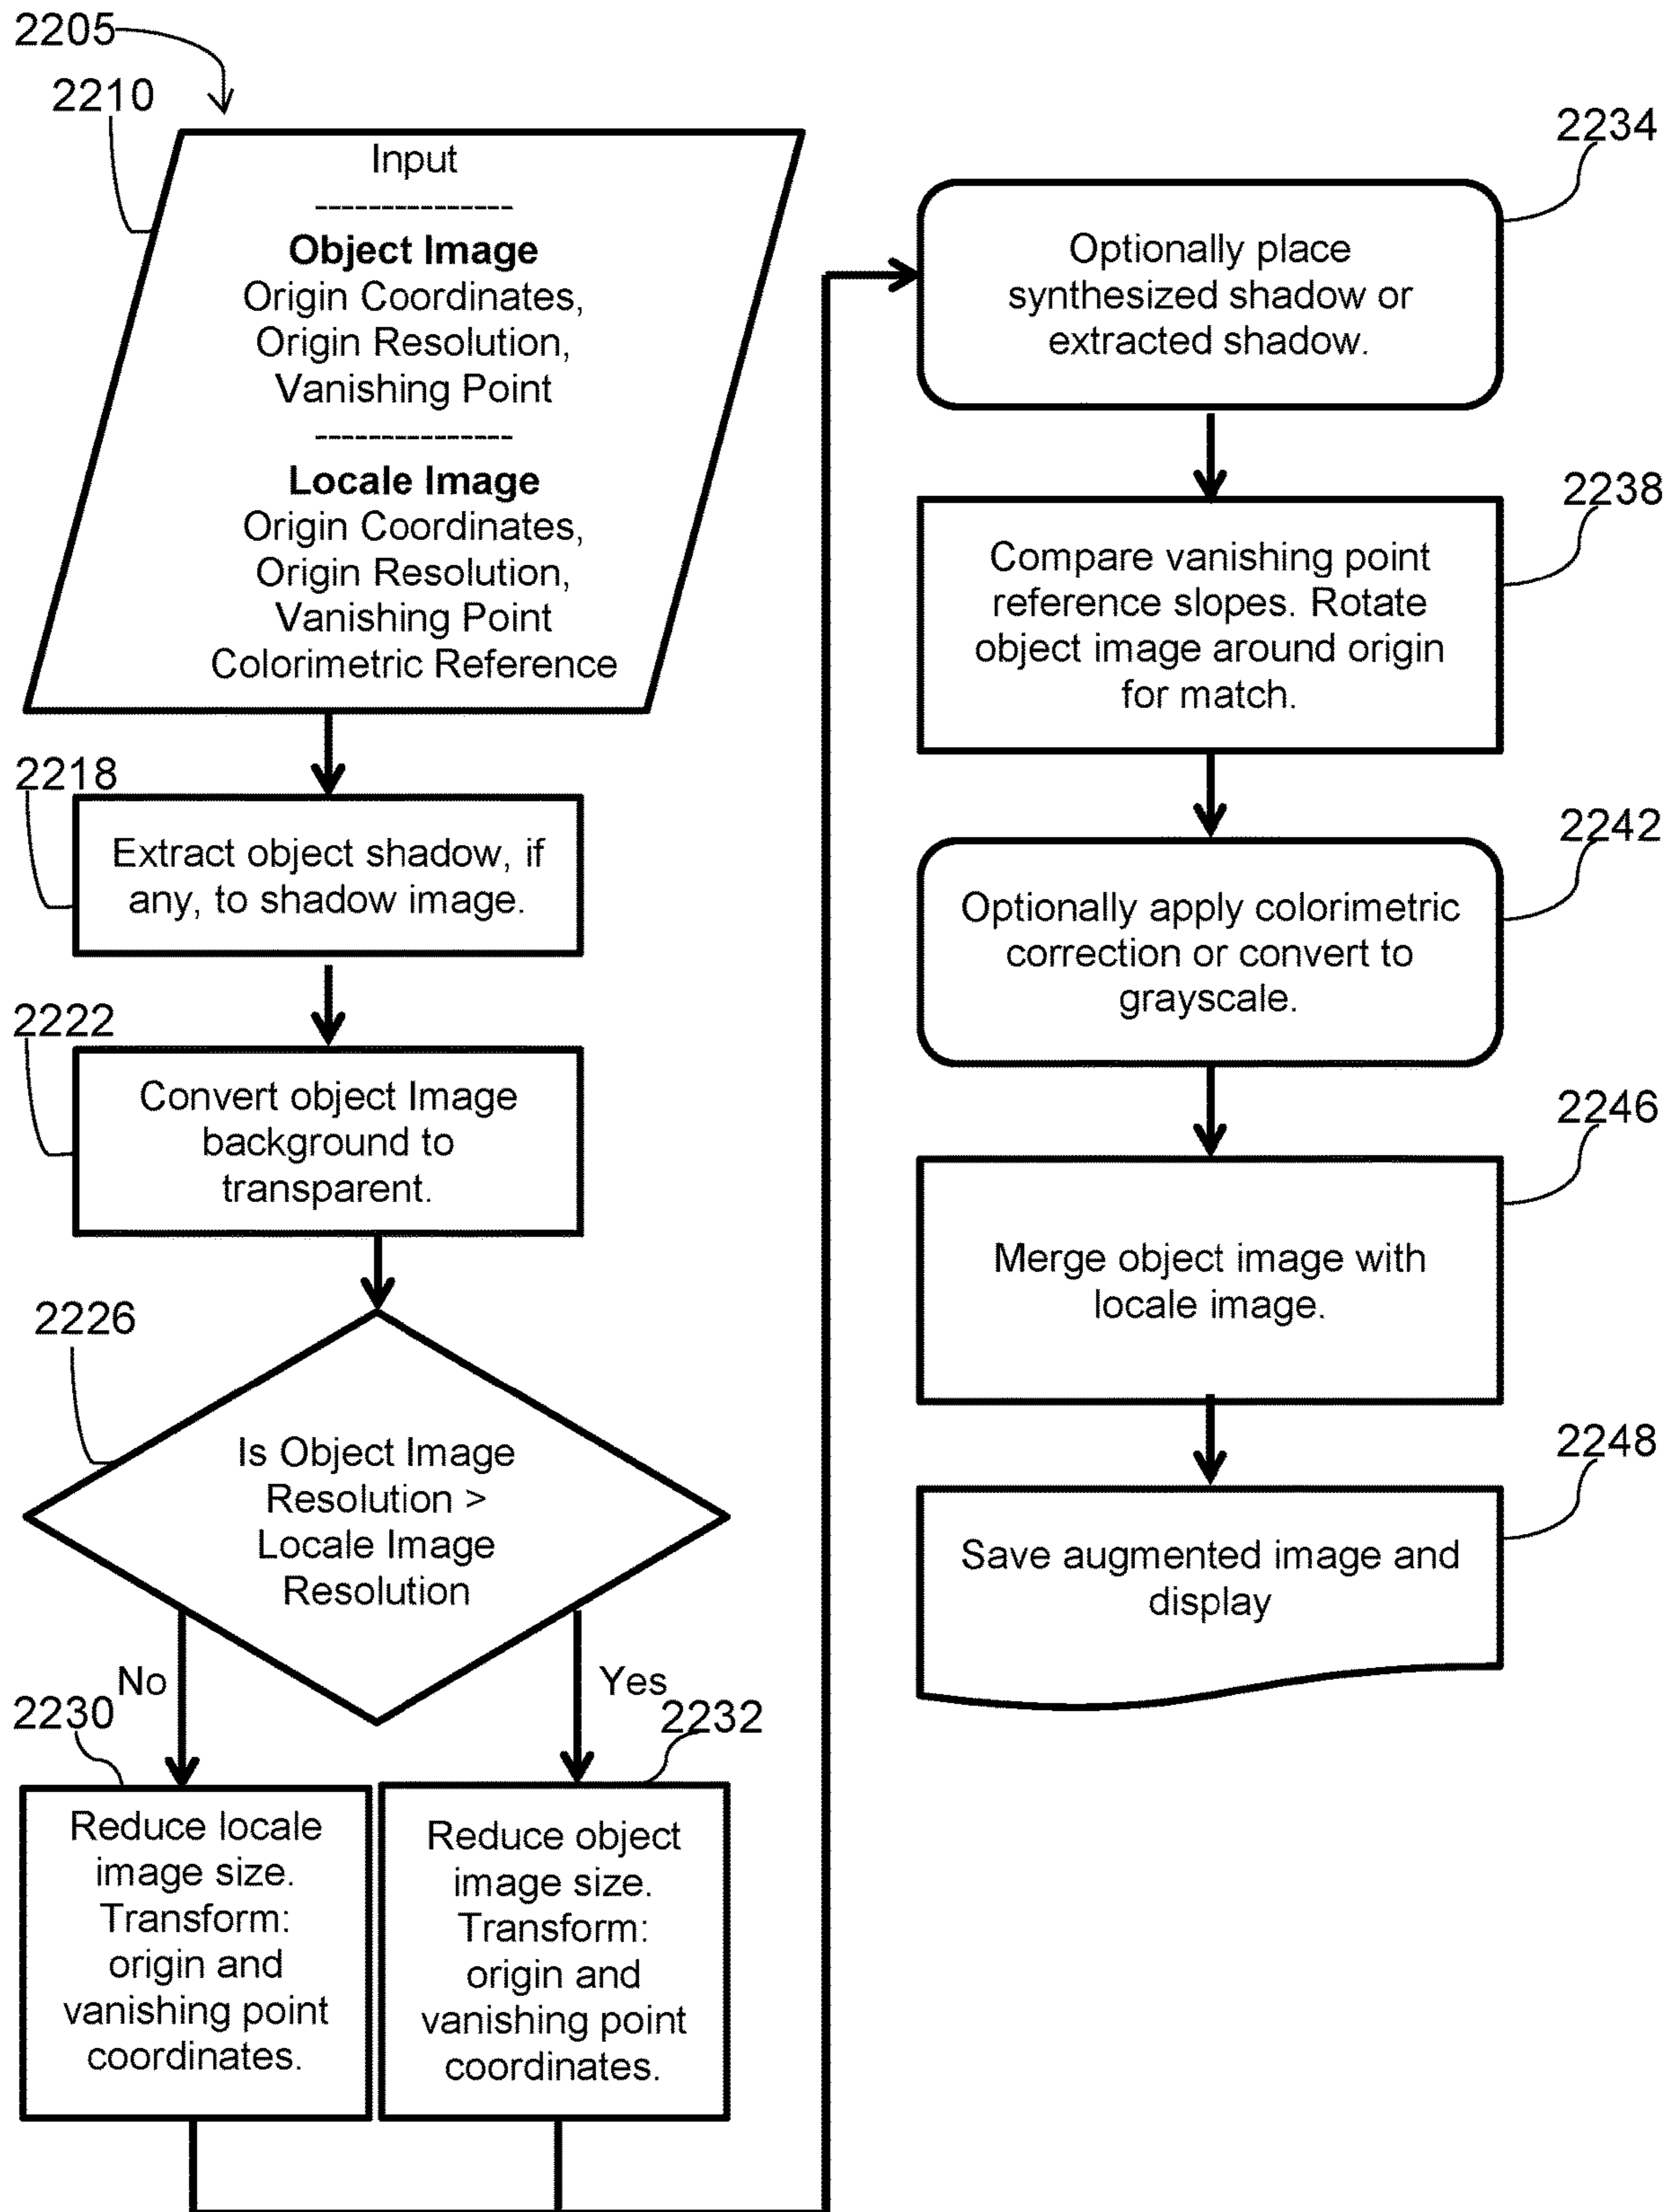 2205
2210
Input
--------------
Object Image
Origin Coordinates,
Origin Resolution,
Vanishing Point
--------------
Locale Image
Origin Coordinates,
Origin Resolution,
Vanishing Point
Colorimetric Reference
2218
Extract object shadow, if
any, to shadow image.
2222
Convert object Image
background to
transparent.
2226
Is Object Image
Resolution >
Locale Image
Resolution
No
Yes
2230
Reduce locale
image size.
Transform:
origin and
vanishing point
coordinates.
2232
Reduce object
image size.
Transform:
origin and
vanishing point
coordinates.
2234
Optionally place
synthesized shadow or
extracted shadow.
2238
Compare vanishing point
reference slopes. Rotate
object image around origin
for match.
2242
Optionally apply colorimetric
correction or convert to
grayscale.
2246
Merge object image with
locale image.
2248
Save augmented image and
display